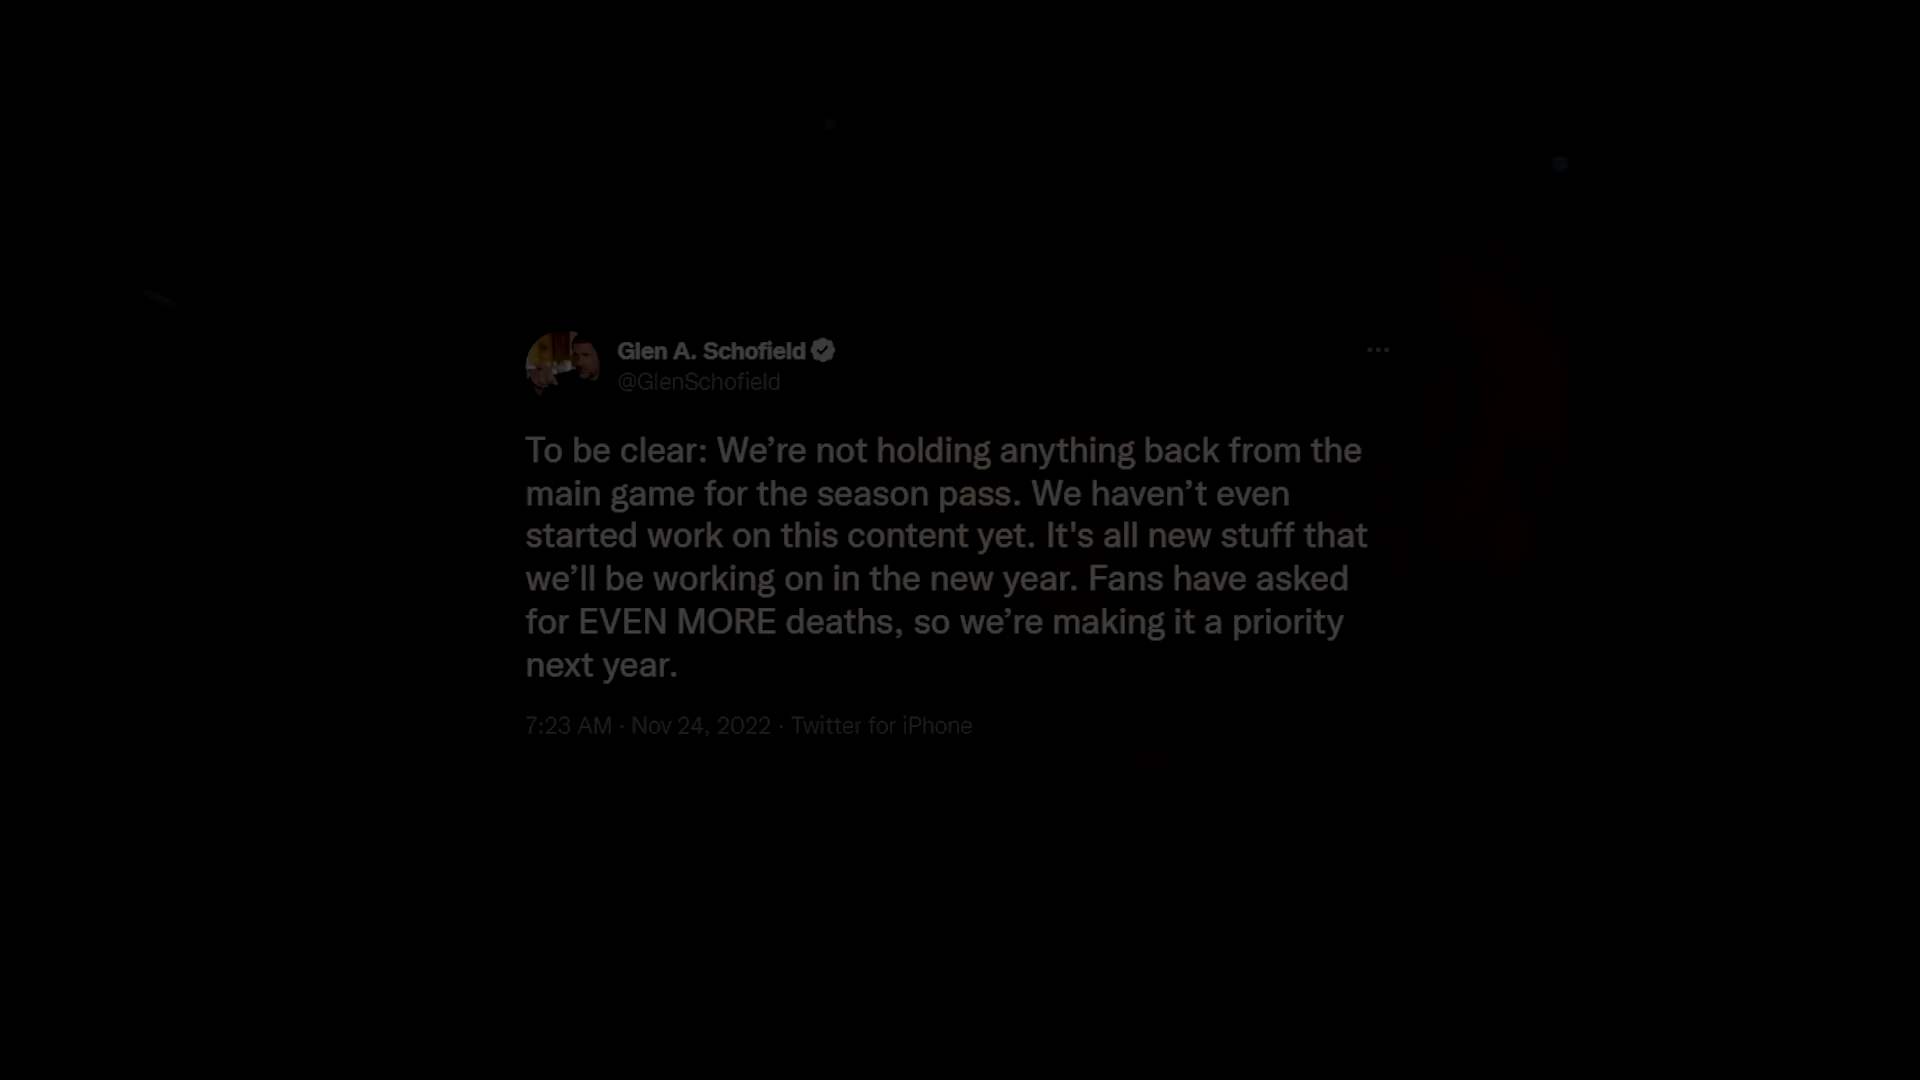 Glen A. Schofield
@GlenSchofield
To be clear: We’re not holding anything back from the
main game for the season pass. We haven’t even
started work on this content yet. It's all new stuff that
we’ll be working on in the new year. Fans have asked
for EVEN MORE deaths, so we’re making it a priority
next year.
7:23 AM · Nov 24, 2022 · Twitter for iPhone